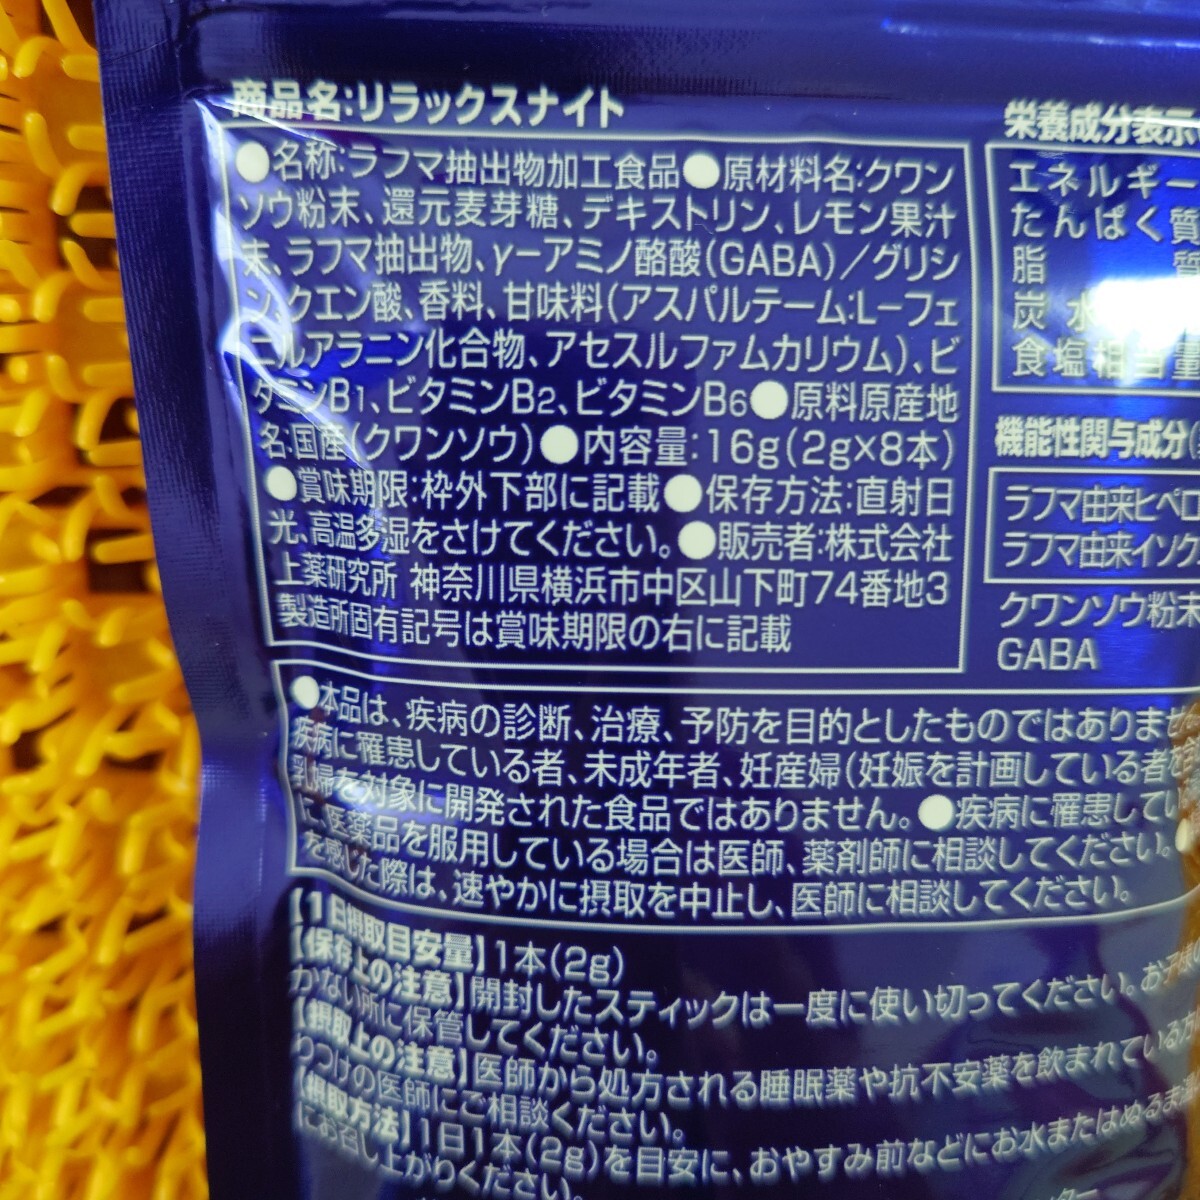 商品名:リラックスナイト
●名称:ラフマ抽出物加工食品●原材料名:クワン
ソウ粉末、還元麦芽糖、デキストリン、レモン果汁
末、ラフマ抽出物、γーアミノ酪酸(GABA)/グリシ
ン、クエン酸、香料、甘味料(アスパルテーム:L-フェ
ニルアラニン化合物、アセスルファムカリウム)、ビ
タミンB1、ビタミンB2、ビタミンB6●原料原産地
名:国産(クワンソウ)●内容量:16g(2g×8本)
●賞味期限:枠外下部に記載●保存方法:直射日
光、高温多湿をさけてください。●販売者:株式会社
上薬研究所 神奈川県横浜市中区山下町74番地3
製造所固有記号は賞味期限の右に記載
栄養成分表示
エネルギー
たんぱく質
脂 質
炭 水
食塩相当量
機能性関与成分(
ラフマ由来ヒペロ
ラフマ由来イソク
クワンソウ粉末
GABA
●本品は、疾病の診断、治療、予防を目的としたものではありませ
疾病に罹患している者、未成年者、妊産婦(妊娠を計画している者を
乳婦を対象に開発された食品ではありません。●疾病に罹患してい
に、医薬品を服用している場合は医師、薬剤師に相談してください。●
を感じた際は、速やかに摂取を中止し、医師に相談してください。
【1日摂取目安量】1本(2g)
【保存上の注意】開封したスティックは一度に使い切ってください。お子様の
かない所に保管してください。
【摂取上の注意】医師から処方される睡眠薬や抗不安薬を飲まれている方
りつけの医師にご相談ください。
【摂取方法】1日1本(2g)を目安に、おやすみ前などにお水またはぬるま
にお召し上がりください。